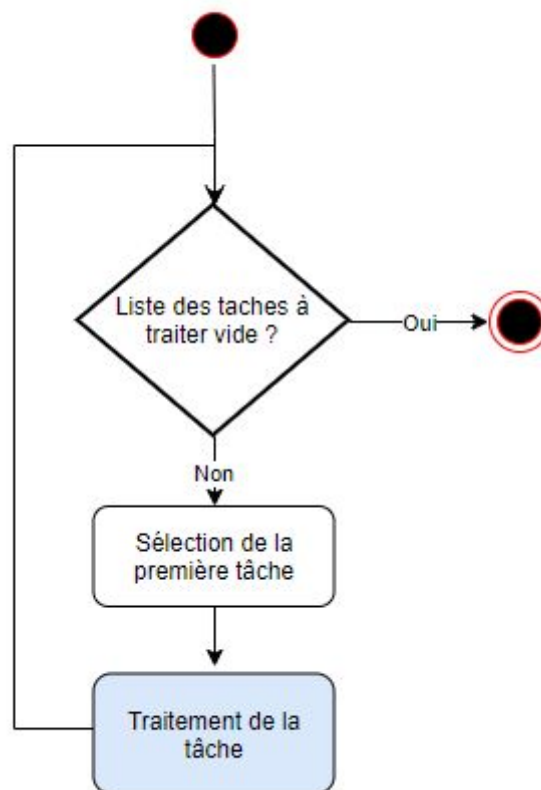 Liste des taches à
traiter vide ?
Oui
Non
Sélection de la
première tâche
Traitement de la
tâche